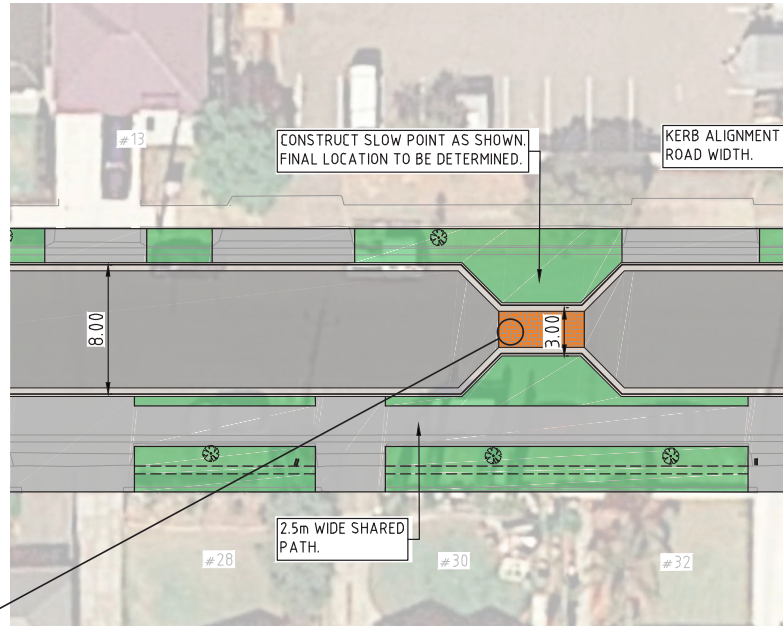 #13
CONSTRUCT SLOW POINT AS SHOWN.
FINAL LOCATION TO BE DETERMINED.
KERB ALIGNMENT
ROAD WIDTH.
8.00
3.00
2.5m WIDE SHARED
PATH.
#28
#30
#32